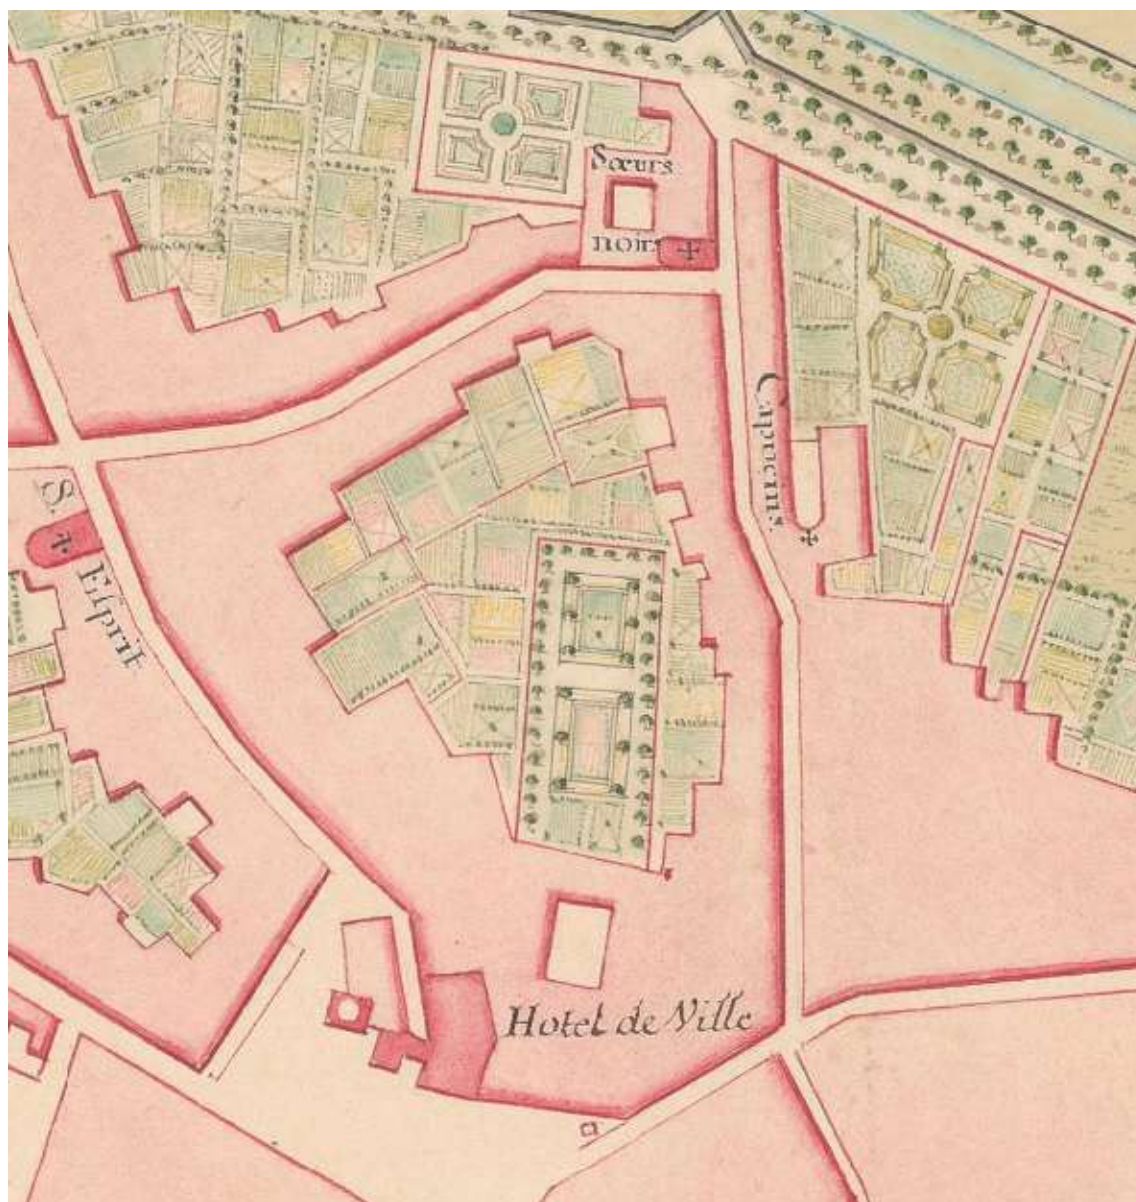 Sœurs
noirs
Capucins.
S.
Esprit
Hotel de Ville
a